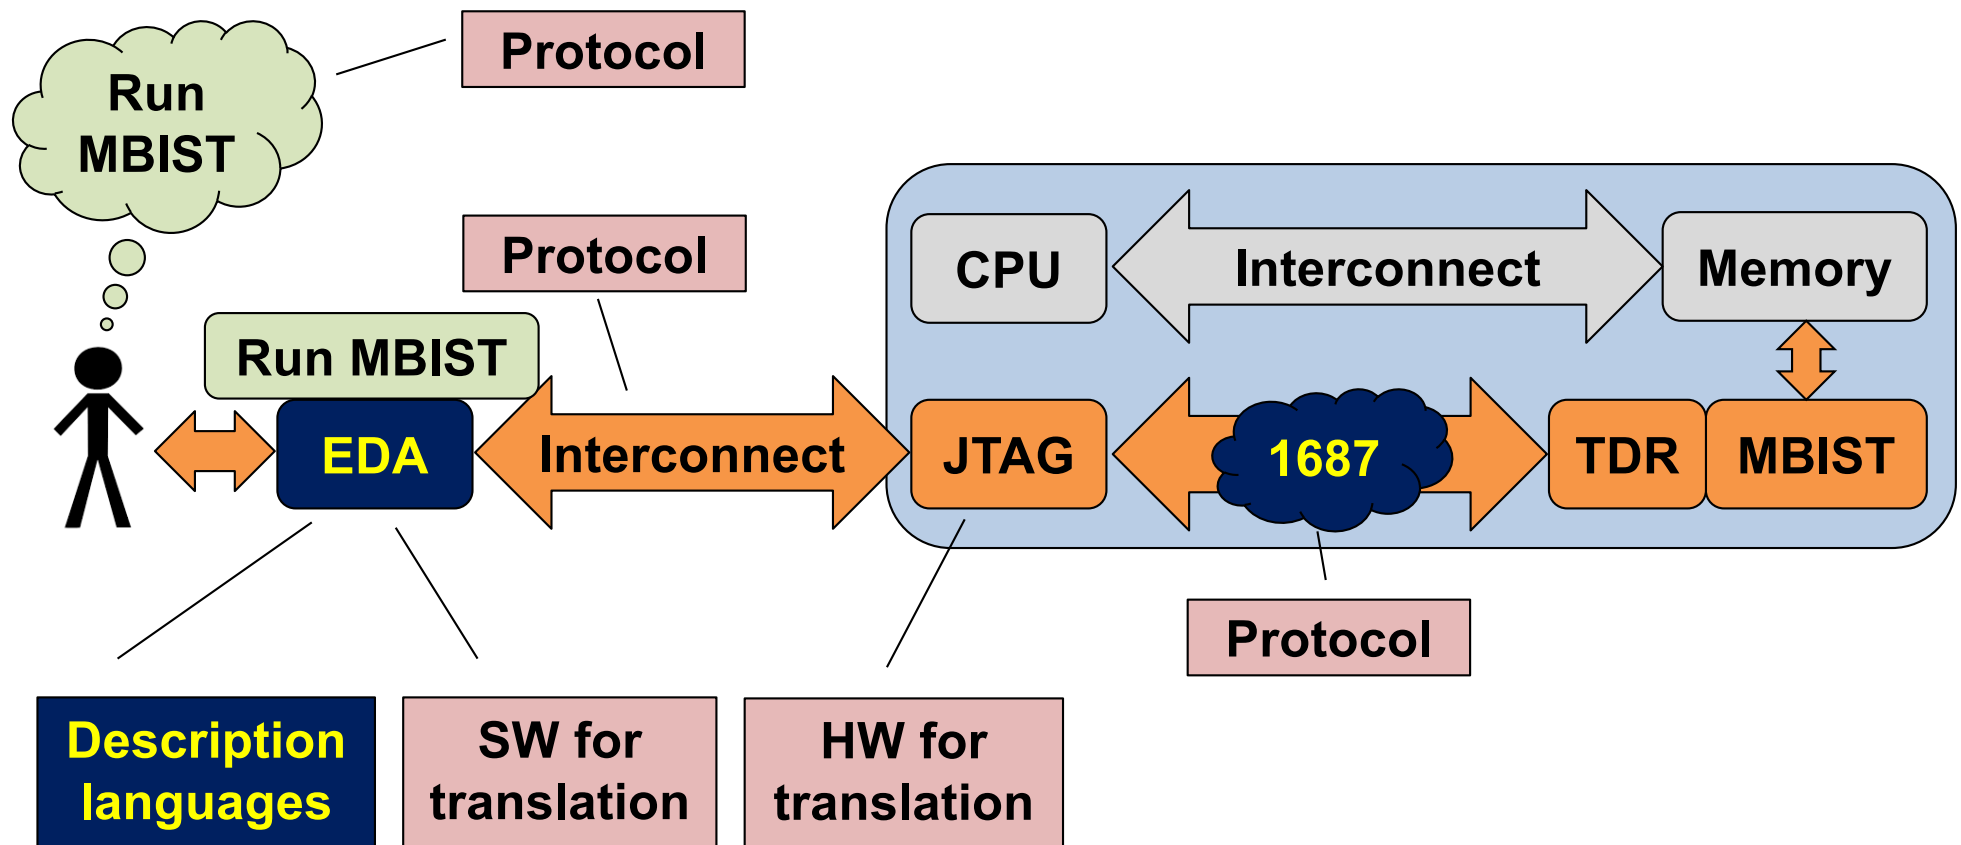 Protocol
Run
MBIST
Protocol
CPU
Interconnect
Memory
Run MBIST
EDA
Interconnect
JTAG
1687
TDR
MBIST
Protocol
Description
languages
SW for
translation
HW for
translation